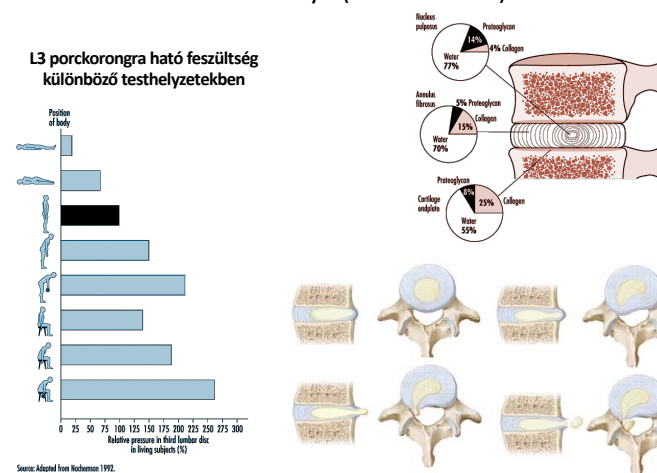 L3 porckorongra ható feszültség
különböző testhelyzetekben
Position
of body
0 25 50 75 100 125 150 175 200 225 250 275 300
Relative pressure in third lumbar disc
in living subjects (%)
Source: Adapted from Nachemson 1992.
Nucleus
pulposus
Proteoglycan
14%
4% Collagen
Water
77%
Annulus
fibrosus
5% Proteoglycan
Collagen
15%
Water
70%
Proteoglycan
8%
Cartilage
endplate
25%
Collagen
Water
55%